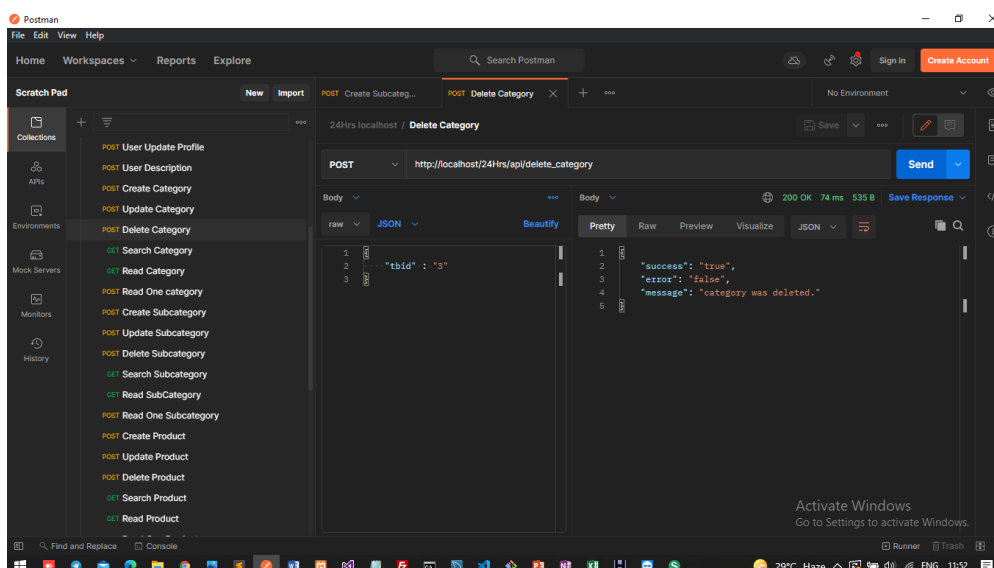 Postman
File Edit View Help
Home Workspaces Reports Explore Search Postman Sign In Create Account
Scratch Pad New Import POST Create Subcateg... POST Delete Category No Environment
Collections
APIs
Environments
Mock Servers
Monitors
History
POST User Update Profile
POST User Description
POST Create Category
POST Update Category
POST Delete Category
GET Search Category
GET Read Category
POST Read One category
POST Create Subcategory
POST Update Subcategory
POST Delete Subcategory
GET Search Subcategory
GET Read SubCategory
POST Read One Subcategory
POST Create Product
POST Update Product
POST Delete Product
GET Search Product
GET Read Product
24Hrs localhost / Delete Category Save
POST http://localhost/24Hrs/api/delete_category Send
Body
raw JSON Beautify
1 {
2 "tbid" : "3"
3 }
Body 200 OK 74 ms 535 B Save Response
Pretty Raw Preview Visualize JSON
1 {
2 "success": "true",
3 "error": "false",
4 "message": "category was deleted."
5 }
Activate Windows
Go to Settings to activate Windows.
Find and Replace Console Runner Trash
29°C Haze ENG 11:52